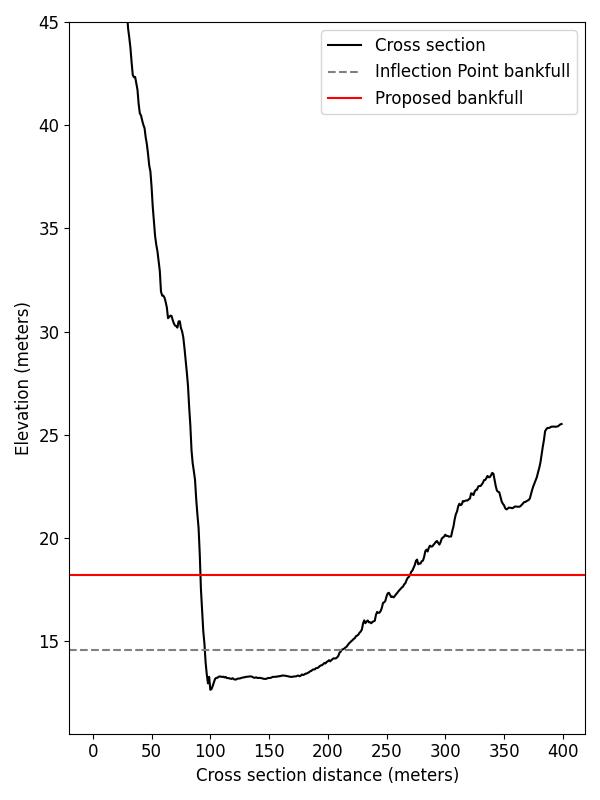 45
40
35
30
25
20
15
Elevation (meters)
Cross section
Inflection Point bankfull
Proposed bankfull
0 50 100 150 200 250 300 350 400
Cross section distance (meters)